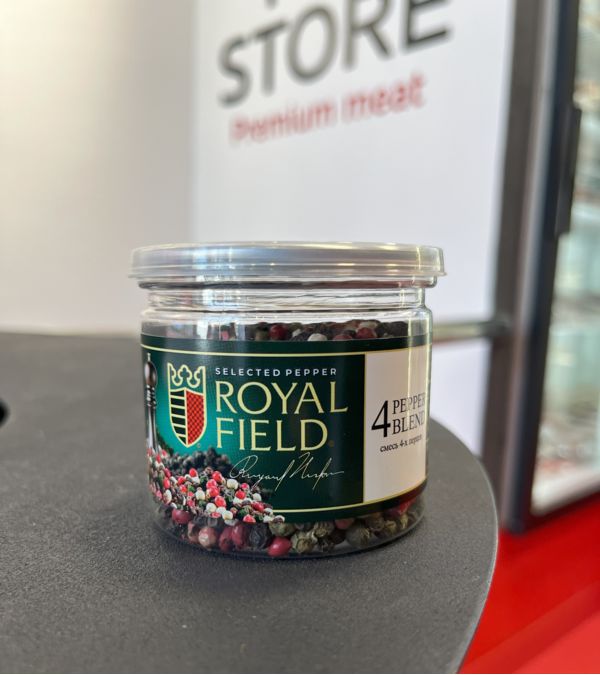 STORE
Premium meat
SELECTED PEPPER
ROYAL
FIELD
4 PEPPER
BLEND
смесь 4-х перцев